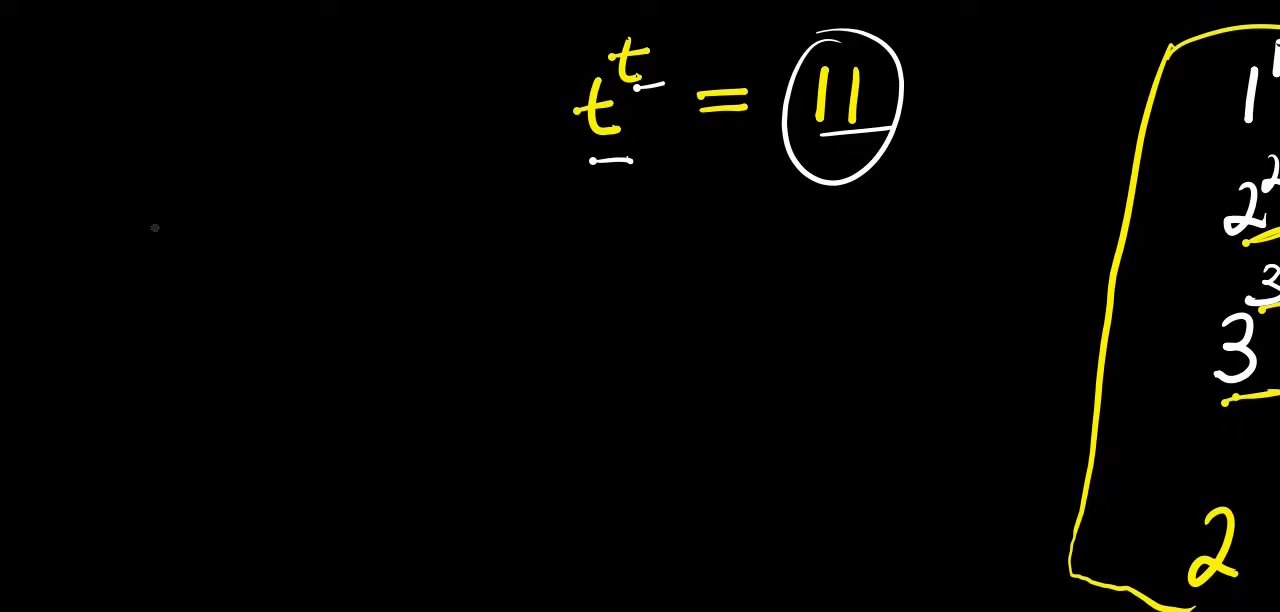 t^t = 11
1^1
2^2
3^3
2